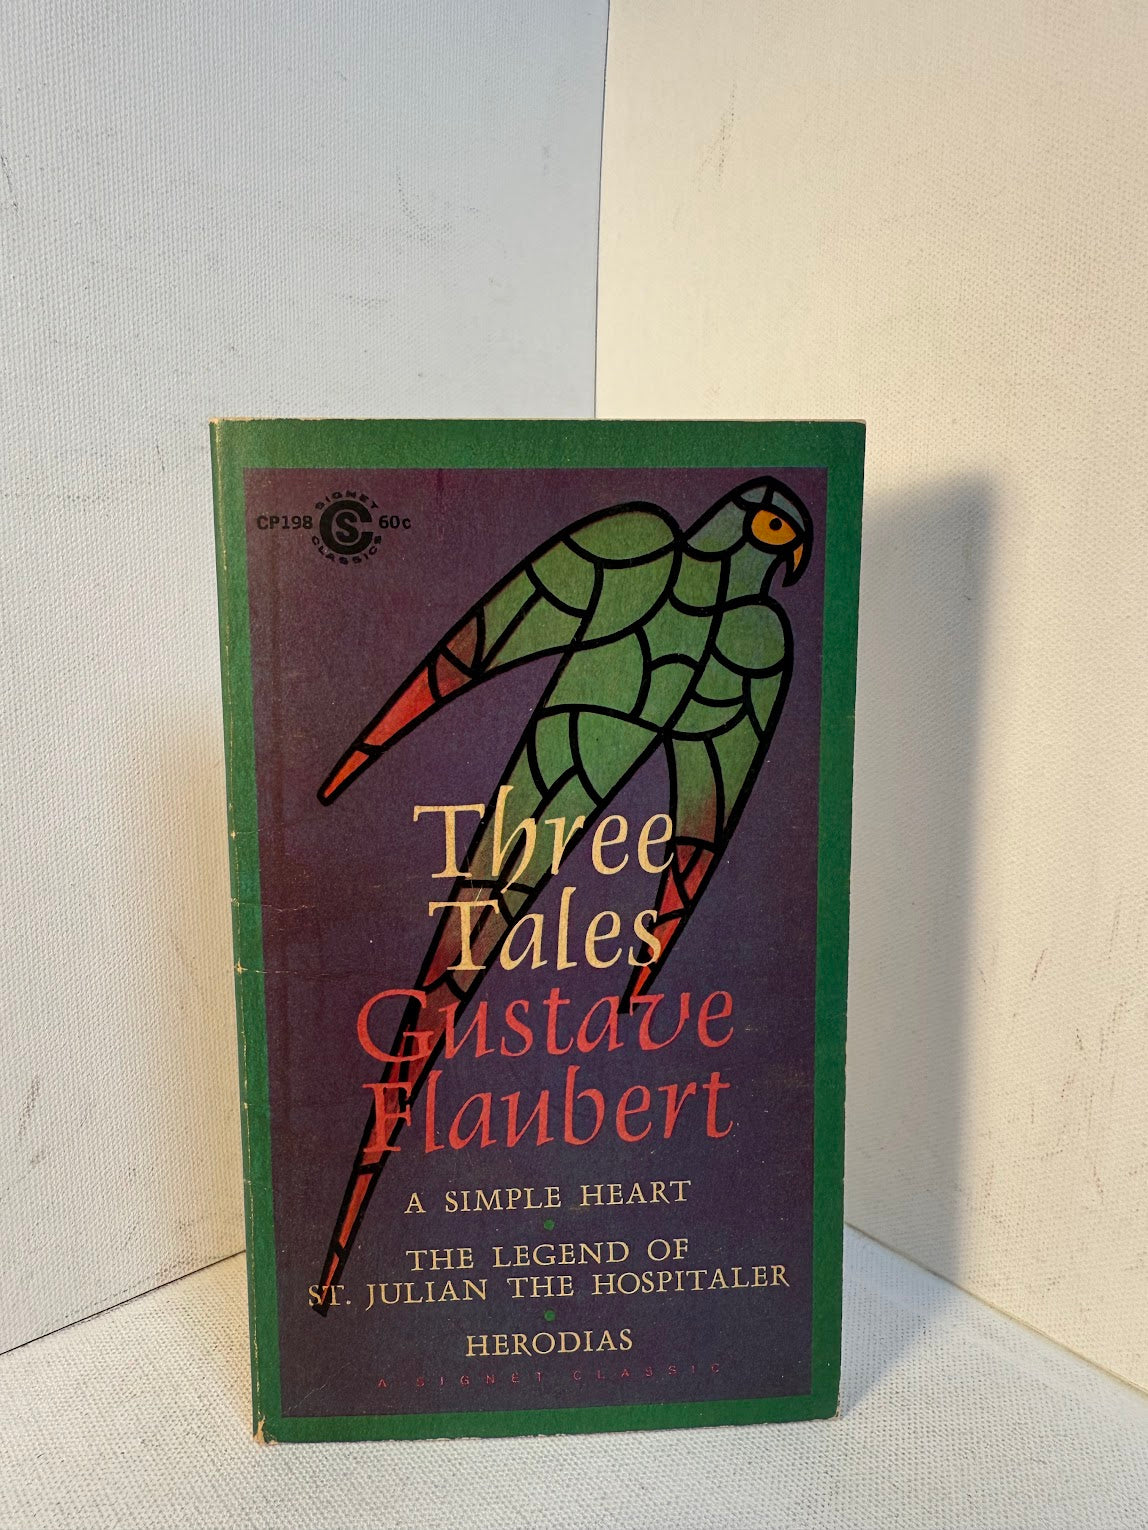 CP198
SIGNET
CSC
CLASSICS
60c
Three
Tales
Gustave
Flaubert
A SIMPLE HEART
THE LEGEND OF
ST. JULIAN THE HOSPITALER
HERODIAS
A SIGNET CLASSIC